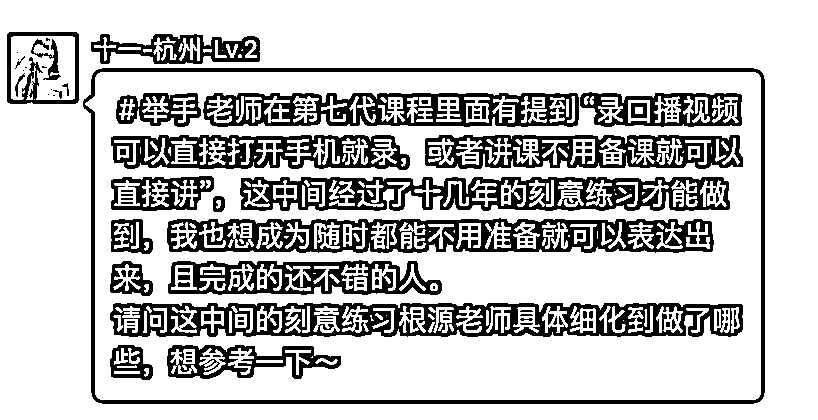 十一-杭州-Lv.2
#举手 老师在第七代课程里面有提到“录口播视频
可以直接打开手机就录，或者讲课不用备课就可以
直接讲”，这中间经过了十几年的刻意练习才能做
到，我也想成为随时都能不用准备就可以表达出
来，且完成的还不错的人。
请问这中间的刻意练习根源老师具体细化到做了哪
些，想参考一下～